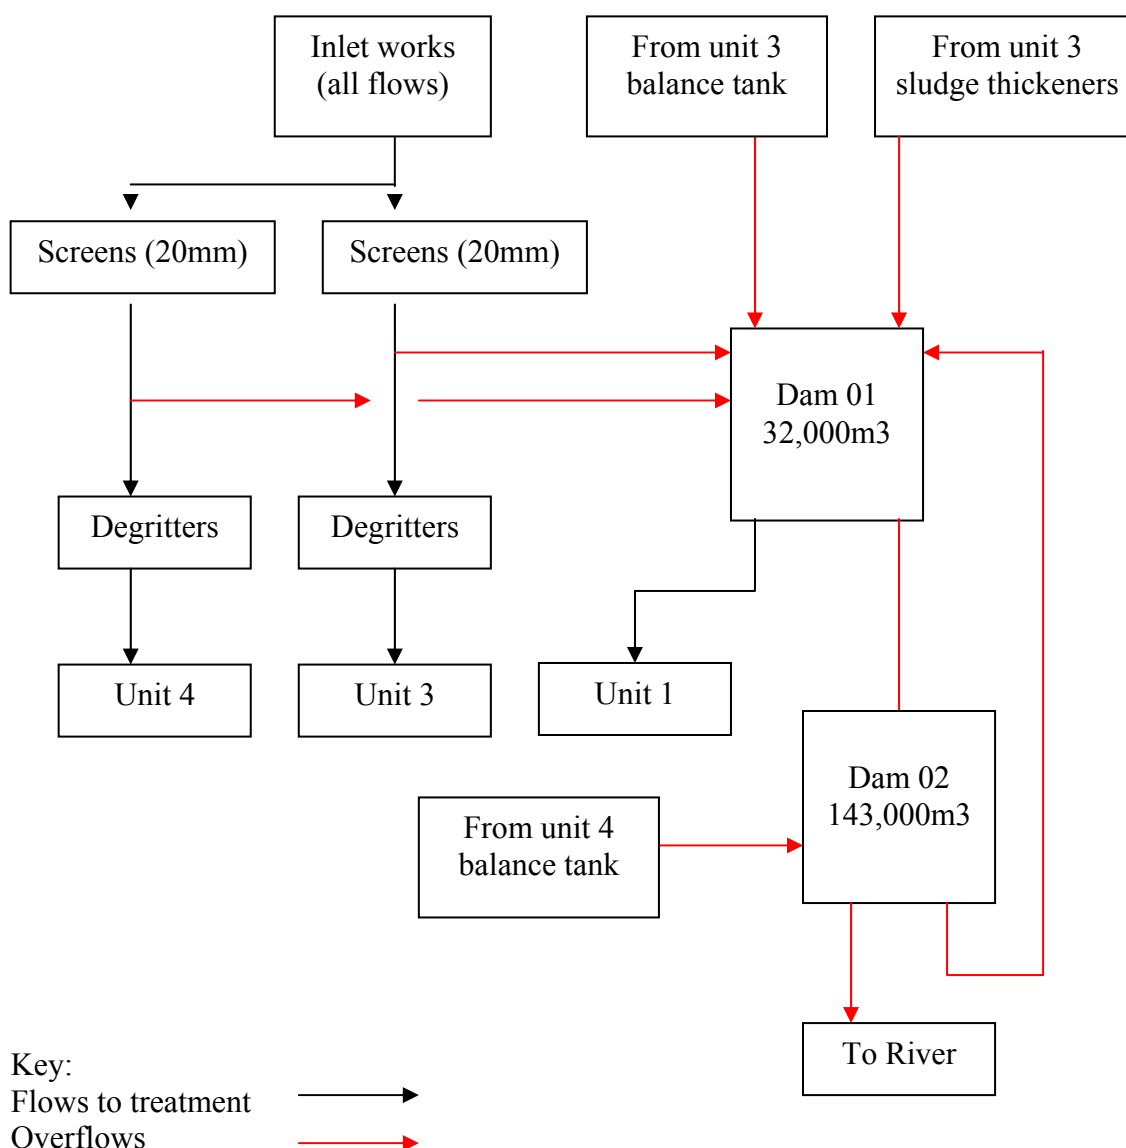 Inlet works
(all flows)
From unit 3
balance tank
From unit 3
sludge thickeners
Screens (20mm)
Screens (20mm)
Dam 01
32,000m3
Degritters
Degritters
Unit 4
Unit 3
Unit 1
Dam 02
143,000m3
From unit 4
balance tank
To River
Key:
Flows to treatment
Overflows